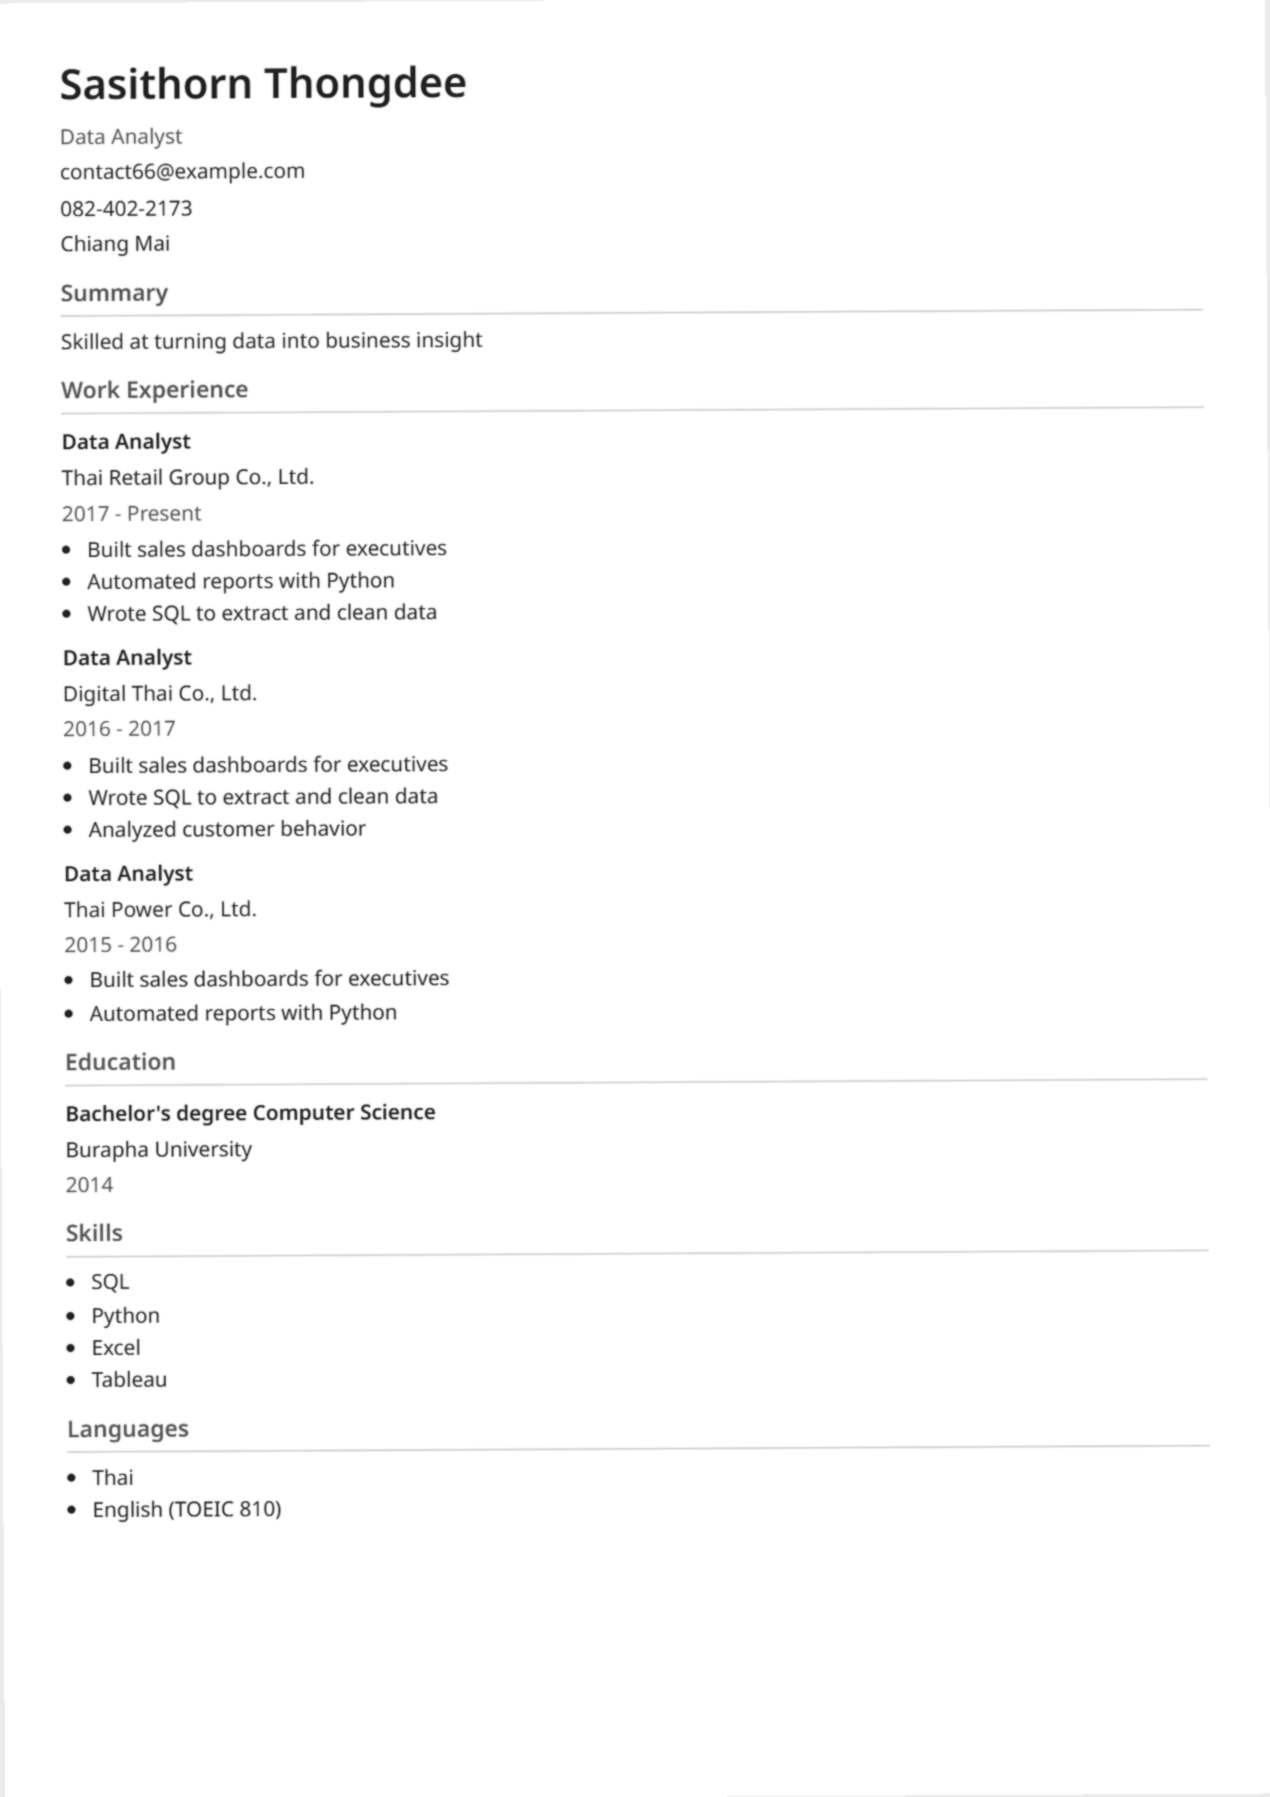 Sasithorn Thongdee
Data Analyst
contact66@example.com
082-402-2173
Chiang Mai
Summary
Skilled at turning data into business insight
Work Experience
Data Analyst
Thai Retail Group Co., Ltd.
2017 - Present
• Built sales dashboards for executives
• Automated reports with Python
• Wrote SQL to extract and clean data
Data Analyst
Digital Thai Co., Ltd.
2016 - 2017
• Built sales dashboards for executives
• Wrote SQL to extract and clean data
• Analyzed customer behavior
Data Analyst
Thai Power Co., Ltd.
2015 - 2016
• Built sales dashboards for executives
• Automated reports with Python
Education
Bachelor's degree Computer Science
Burapha University
2014
Skills
• SQL
• Python
• Excel
• Tableau
Languages
• Thai
• English (TOEIC 810)